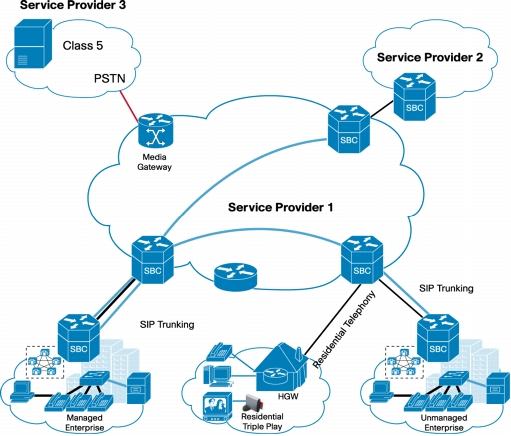 Service Provider 3
Class 5
PSTN
Service Provider 2
SBC
SBC
Media
Gateway
Service Provider 1
SBC
SBC
SIP Trunking
SIP Trunking
Residential Telephony
SBC
SBC
HGW
Managed
Enterprise
Residential
Triple Play
Unmanaged
Enterprise